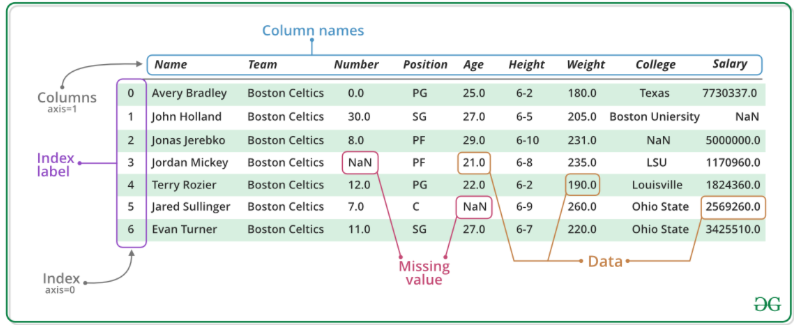 Column names
Name Team Number Position Age Height Weight College Salary
Columns
axis=1
0 Avery Bradley Boston Celtics 0.0 PG 25.0 6-2 180.0 Texas 7730337.0
1 John Holland Boston Celtics 30.0 SG 27.0 6-5 205.0 Boston Uniersity NaN
2 Jonas Jerebko Boston Celtics 8.0 PF 29.0 6-10 231.0 NaN 5000000.0
Index
label
3 Jordan Mickey Boston Celtics NaN PF 21.0 6-8 235.0 LSU 1170960.0
4 Terry Rozier Boston Celtics 12.0 PG 22.0 6-2 190.0 Louisville 1824360.0
5 Jared Sullinger Boston Celtics 7.0 C NaN 6-9 260.0 Ohio State 2569260.0
6 Evan Turner Boston Celtics 11.0 SG 27.0 6-7 220.0 Ohio State 3425510.0
Index
axis=0
Missing
value
Data